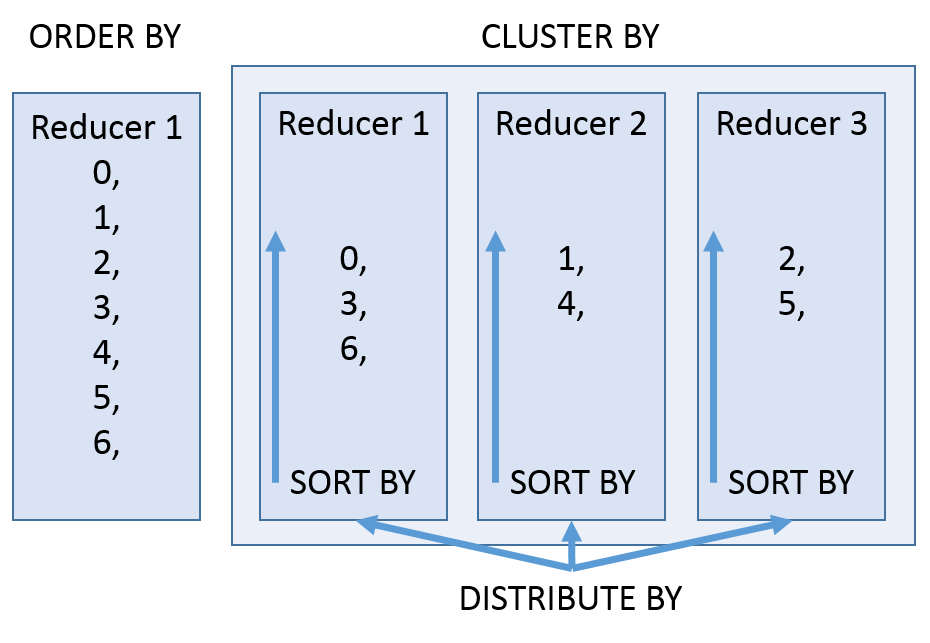 ORDER BY
Reducer 1
0,
1,
2,
3,
4,
5,
6,
CLUSTER BY
Reducer 1
0,
3,
6,
SORT BY
Reducer 2
1,
4,
SORT BY
Reducer 3
2,
5,
SORT BY
DISTRIBUTE BY